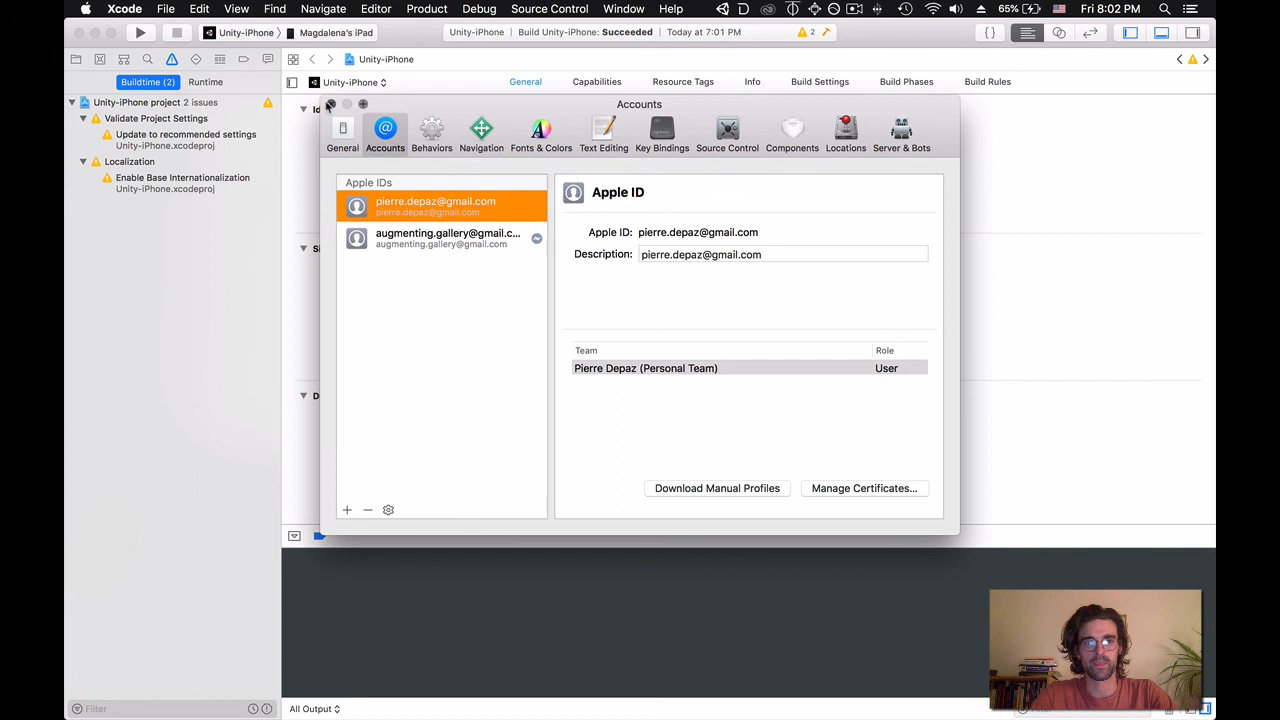 Xcode File Edit View Find Navigate Editor Product Debug Source Control Window Help 65% Fri 8:02 PM
Unity-iPhone Magdalena's iPad Unity-iPhone Build Unity-iPhone: Succeeded Today at 7:01 PM 2
Unity-iPhone
Buildtime (2) Runtime Unity-iPhone General Capabilities Resource Tags Info Build Settings Build Phases Build Rules
Unity-iPhone project 2 issues
Validate Project Settings
Update to recommended settings
Unity-iPhone.xcodeproj
Localization
Enable Base Internationalization
Unity-iPhone.xcodeproj
Accounts
General Accounts Behaviors Navigation Fonts & Colors Text Editing Key Bindings Source Control Components Locations Server & Bots
Apple IDs
pierre.depaz@gmail.com
pierre.depaz@gmail.com
augmenting.gallery@gmail.c...
augmenting.gallery@gmail.com
Apple ID
Apple ID: pierre.depaz@gmail.com
Description: pierre.depaz@gmail.com
Team Role
Pierre Depaz (Personal Team) User
Download Manual Profiles Manage Certificates...
Filter
All Output